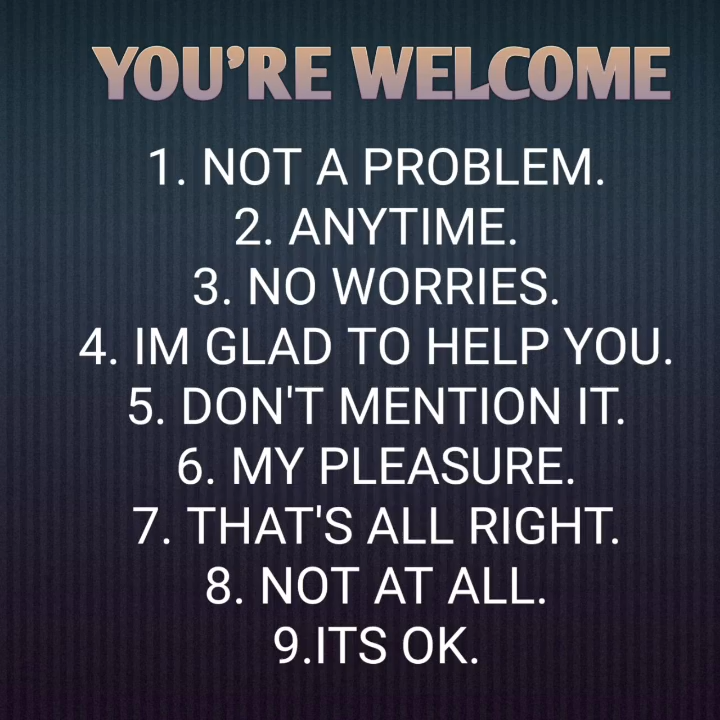 YOU’RE WELCOME
1. NOT A PROBLEM.
2. ANYTIME.
3. NO WORRIES.
4. IM GLAD TO HELP YOU.
5. DON'T MENTION IT.
6. MY PLEASURE.
7. THAT'S ALL RIGHT.
8. NOT AT ALL.
9.ITS OK.